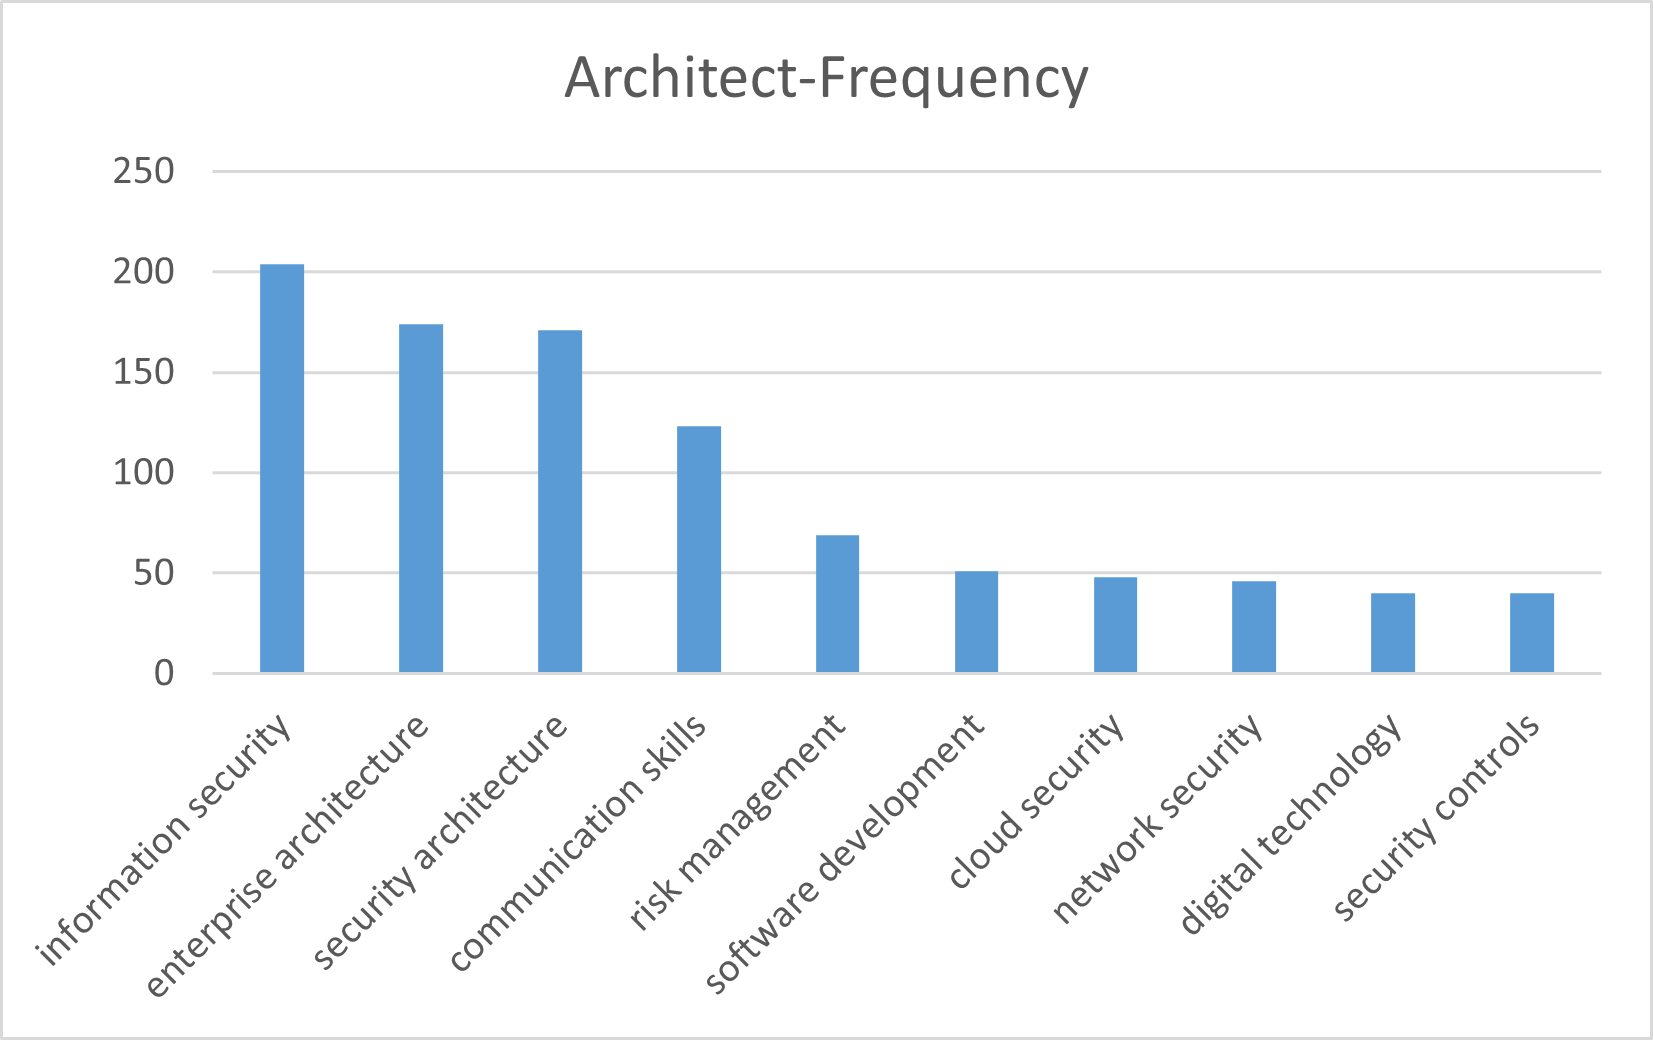 Architect-Frequency
250
200
150
100
50
0
information security
enterprise architecture
security architecture
communication skills
risk management
software development
cloud security
network security
digital technology
security controls